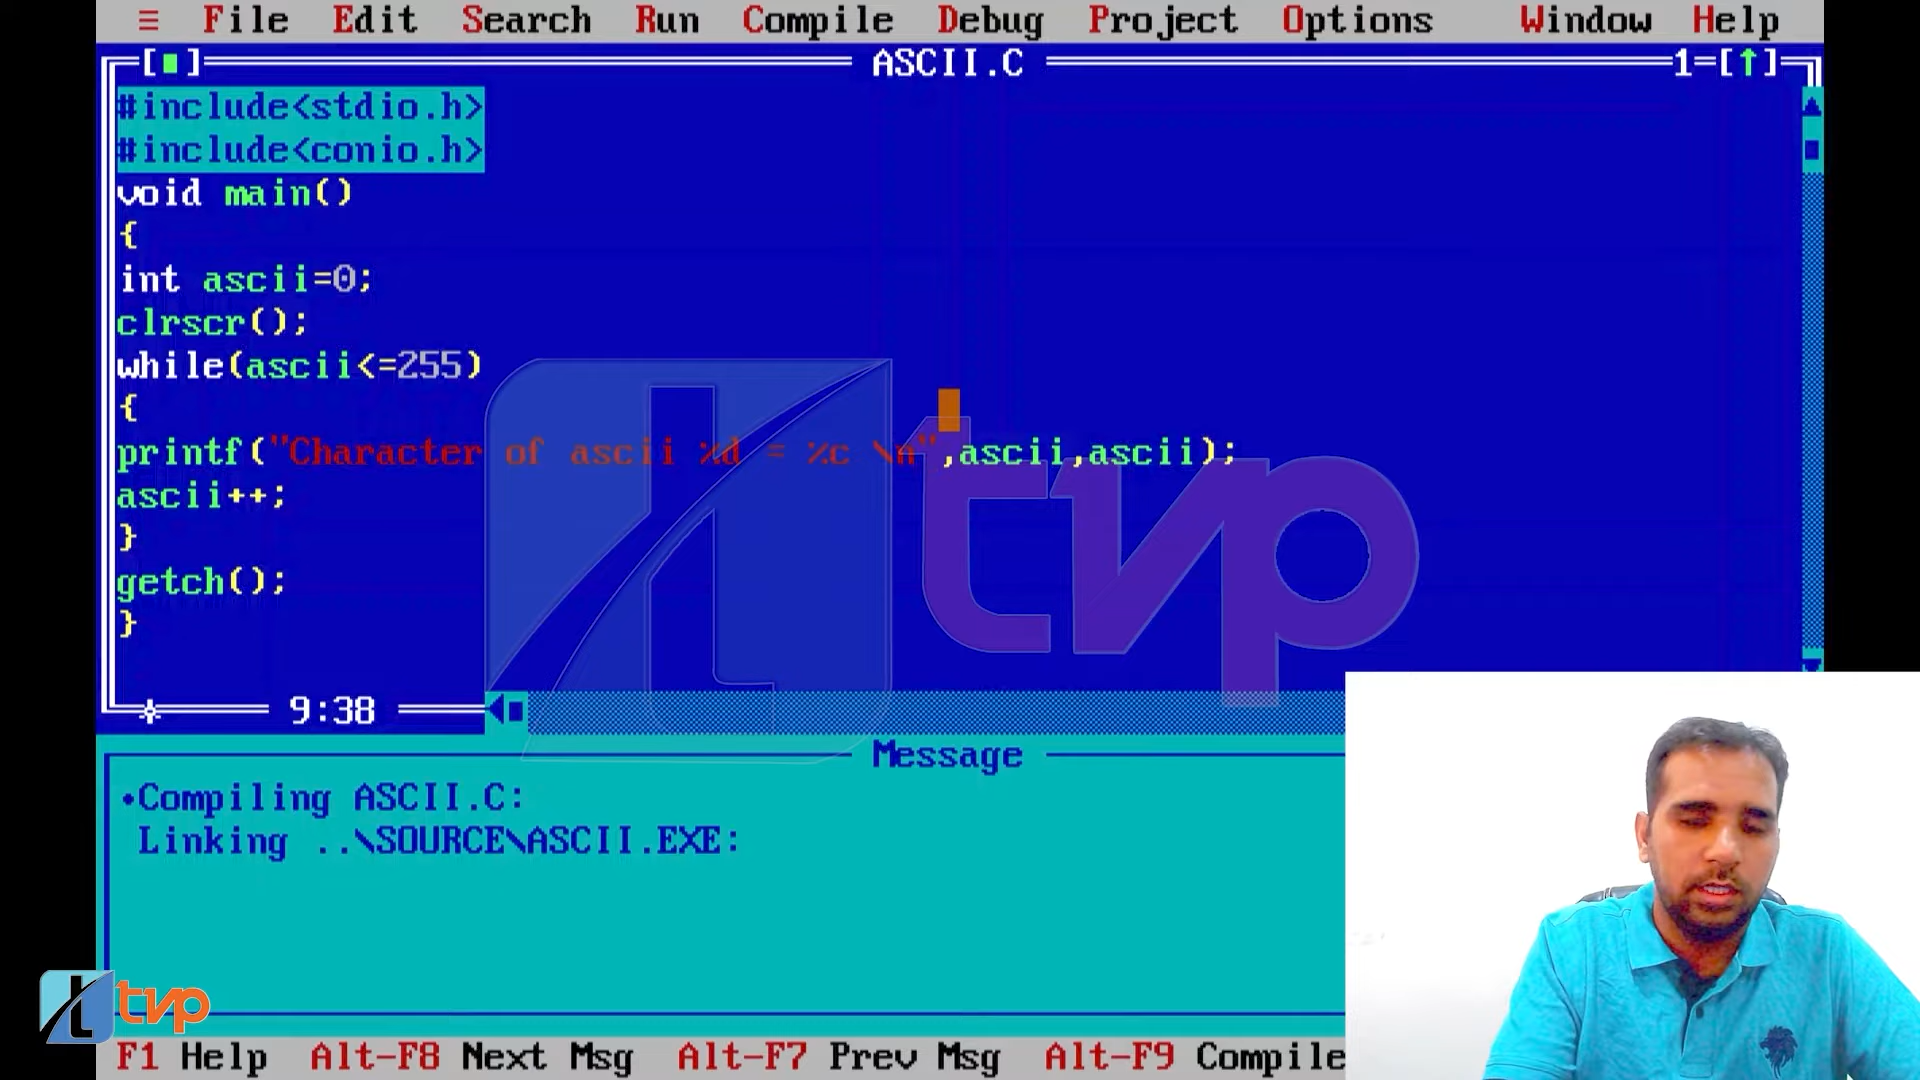 ≡ File Edit Search Run Compile Debug Project Options Window Help
[■] ASCII.C 1=[↑]
#include<stdio.h>
#include<conio.h>
void main()
{
int ascii=0;
clrscr();
while(ascii<=255)
{
printf("Character of ascii %d = %c \n",ascii,ascii);
ascii++;
}
getch();
}
tvp
9:38
Message
•Compiling ASCII.C:
Linking ..\SOURCE\ASCII.EXE:
tvp
F1 Help Alt-F8 Next Msg Alt-F7 Prev Msg Alt-F9 Compile